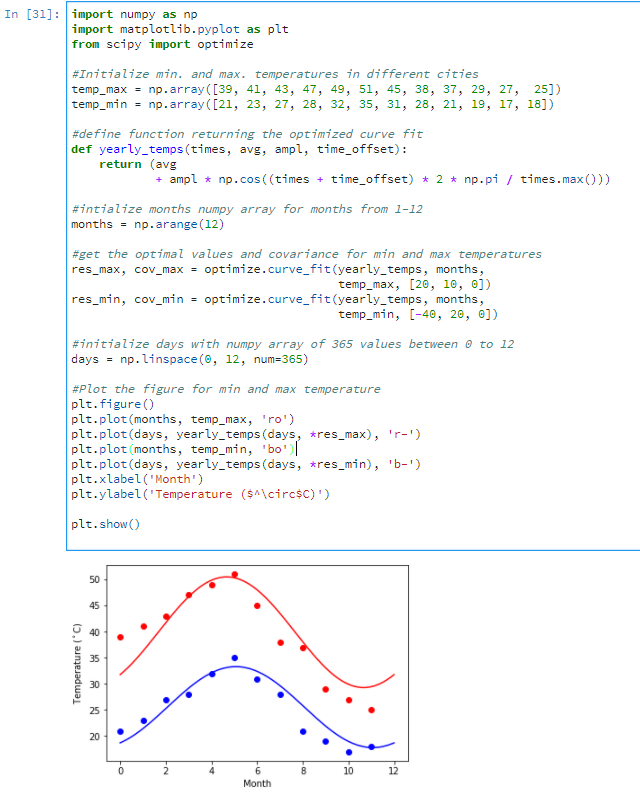 In [31]: import numpy as np
import matplotlib.pyplot as plt
from scipy import optimize
#Initialize min. and max. temperatures in different cities
temp_max = np.array([39, 41, 43, 47, 49, 51, 45, 38, 37, 29, 27,  25])
temp_min = np.array([21, 23, 27, 28, 32, 35, 31, 28, 21, 19, 17, 18])
#define function returning the optimized curve fit
def yearly_temps(times, avg, ampl, time_offset):
    return (avg
            + ampl * np.cos((times + time_offset) * 2 * np.pi / times.max()))
#intialize months numpy array for months from 1-12
months = np.arange(12)
#get the optimal values and covariance for min and max temperatures
res_max, cov_max = optimize.curve_fit(yearly_temps, months,
                                      temp_max, [20, 10, 0])
res_min, cov_min = optimize.curve_fit(yearly_temps, months,
                                      temp_min, [-40, 20, 0])
#initialize days with numpy array of 365 values between 0 to 12
days = np.linspace(0, 12, num=365)
#Plot the figure for min and max temperature
plt.figure()
plt.plot(months, temp_max, 'ro')
plt.plot(days, yearly_temps(days, *res_max), 'r-')
plt.plot(months, temp_min, 'bo')
plt.plot(days, yearly_temps(days, *res_min), 'b-')
plt.xlabel('Month')
plt.ylabel('Temperature ($^\circ$C)')
plt.show()
50
45
40
35
30
25
20
Temperature (°C)
0 2 4 6 8 10 12
Month